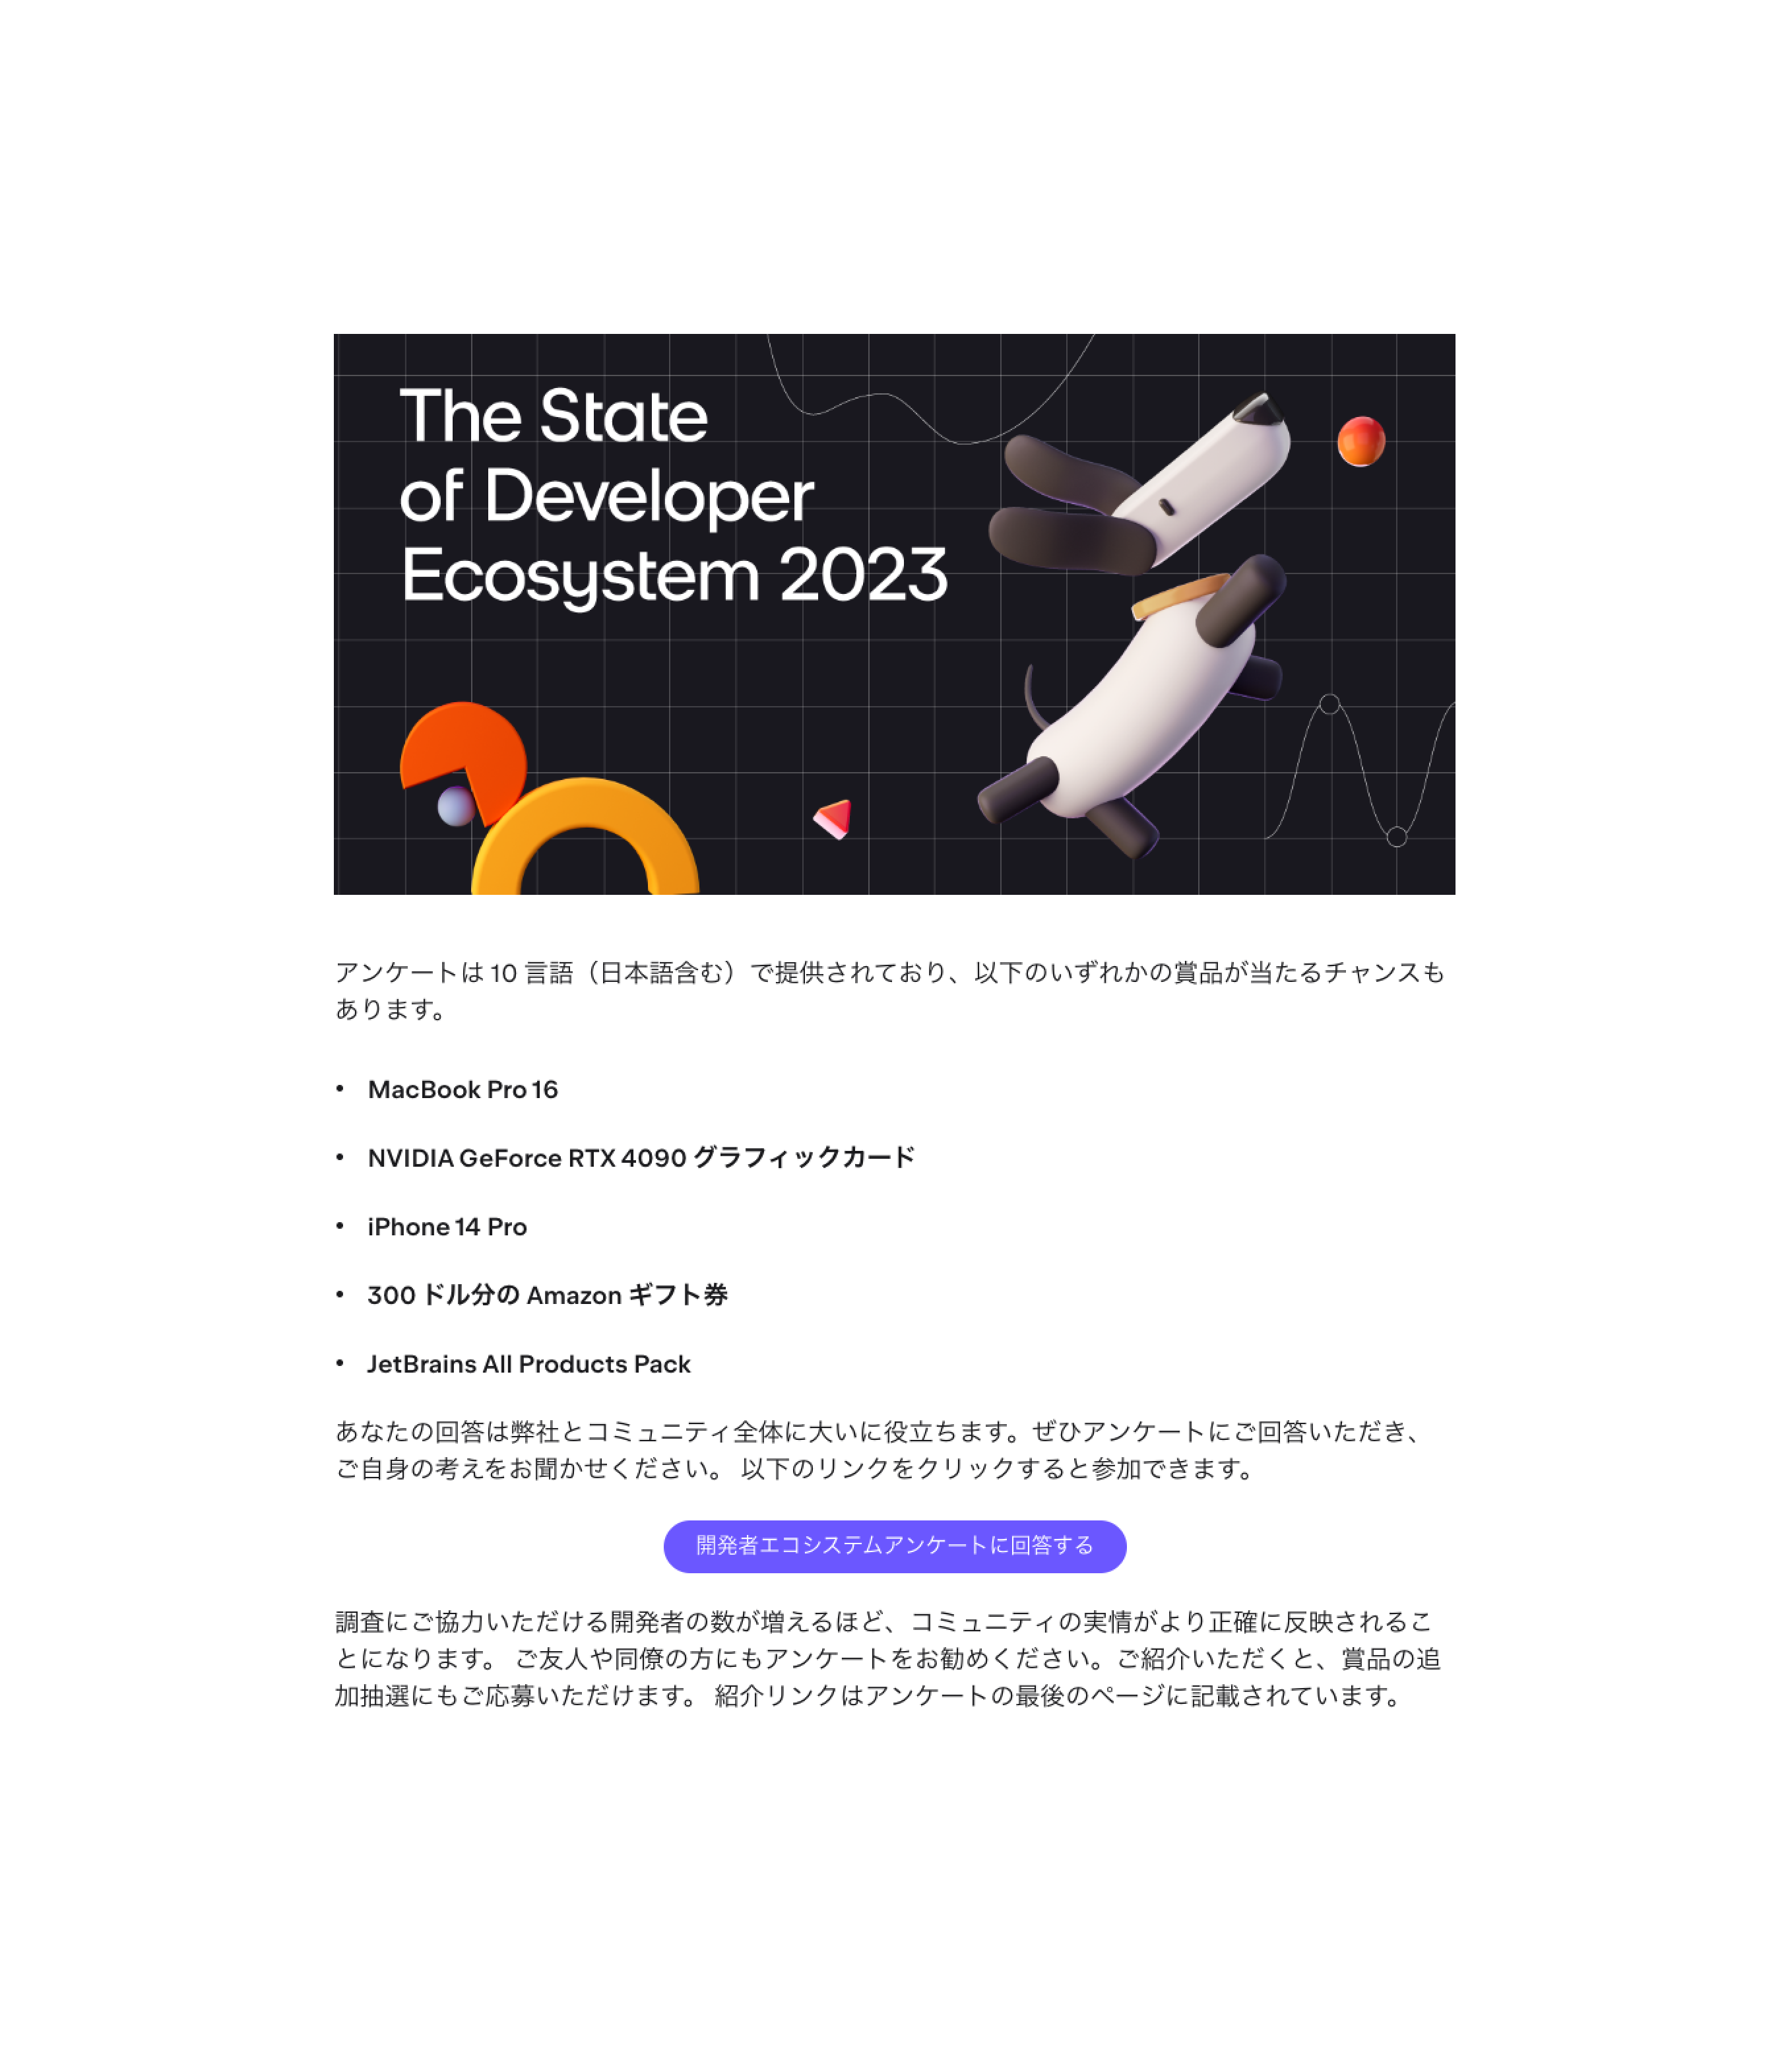 The State
of Developer
Ecosystem 2023
アンケートは 10 言語（日本語含む）で提供されており、以下のいずれかの賞品が当たるチャンスも
あります。
• MacBook Pro 16
• NVIDIA GeForce RTX 4090 グラフィックカード
• iPhone 14 Pro
• 300 ドル分の Amazon ギフト券
• JetBrains All Products Pack
あなたの回答は弊社とコミュニティ全体に大いに役立ちます。ぜひアンケートにご回答いただき、
ご自身の考えをお聞かせください。 以下のリンクをクリックすると参加できます。
開発者エコシステムアンケートに回答する
調査にご協力いただける開発者の数が増えるほど、コミュニティの実情がより正確に反映されるこ
とになります。 ご友人や同僚の方にもアンケートをお勧めください。ご紹介いただくと、賞品の追
加抽選にもご応募いただけます。 紹介リンクはアンケートの最後のページに記載されています。